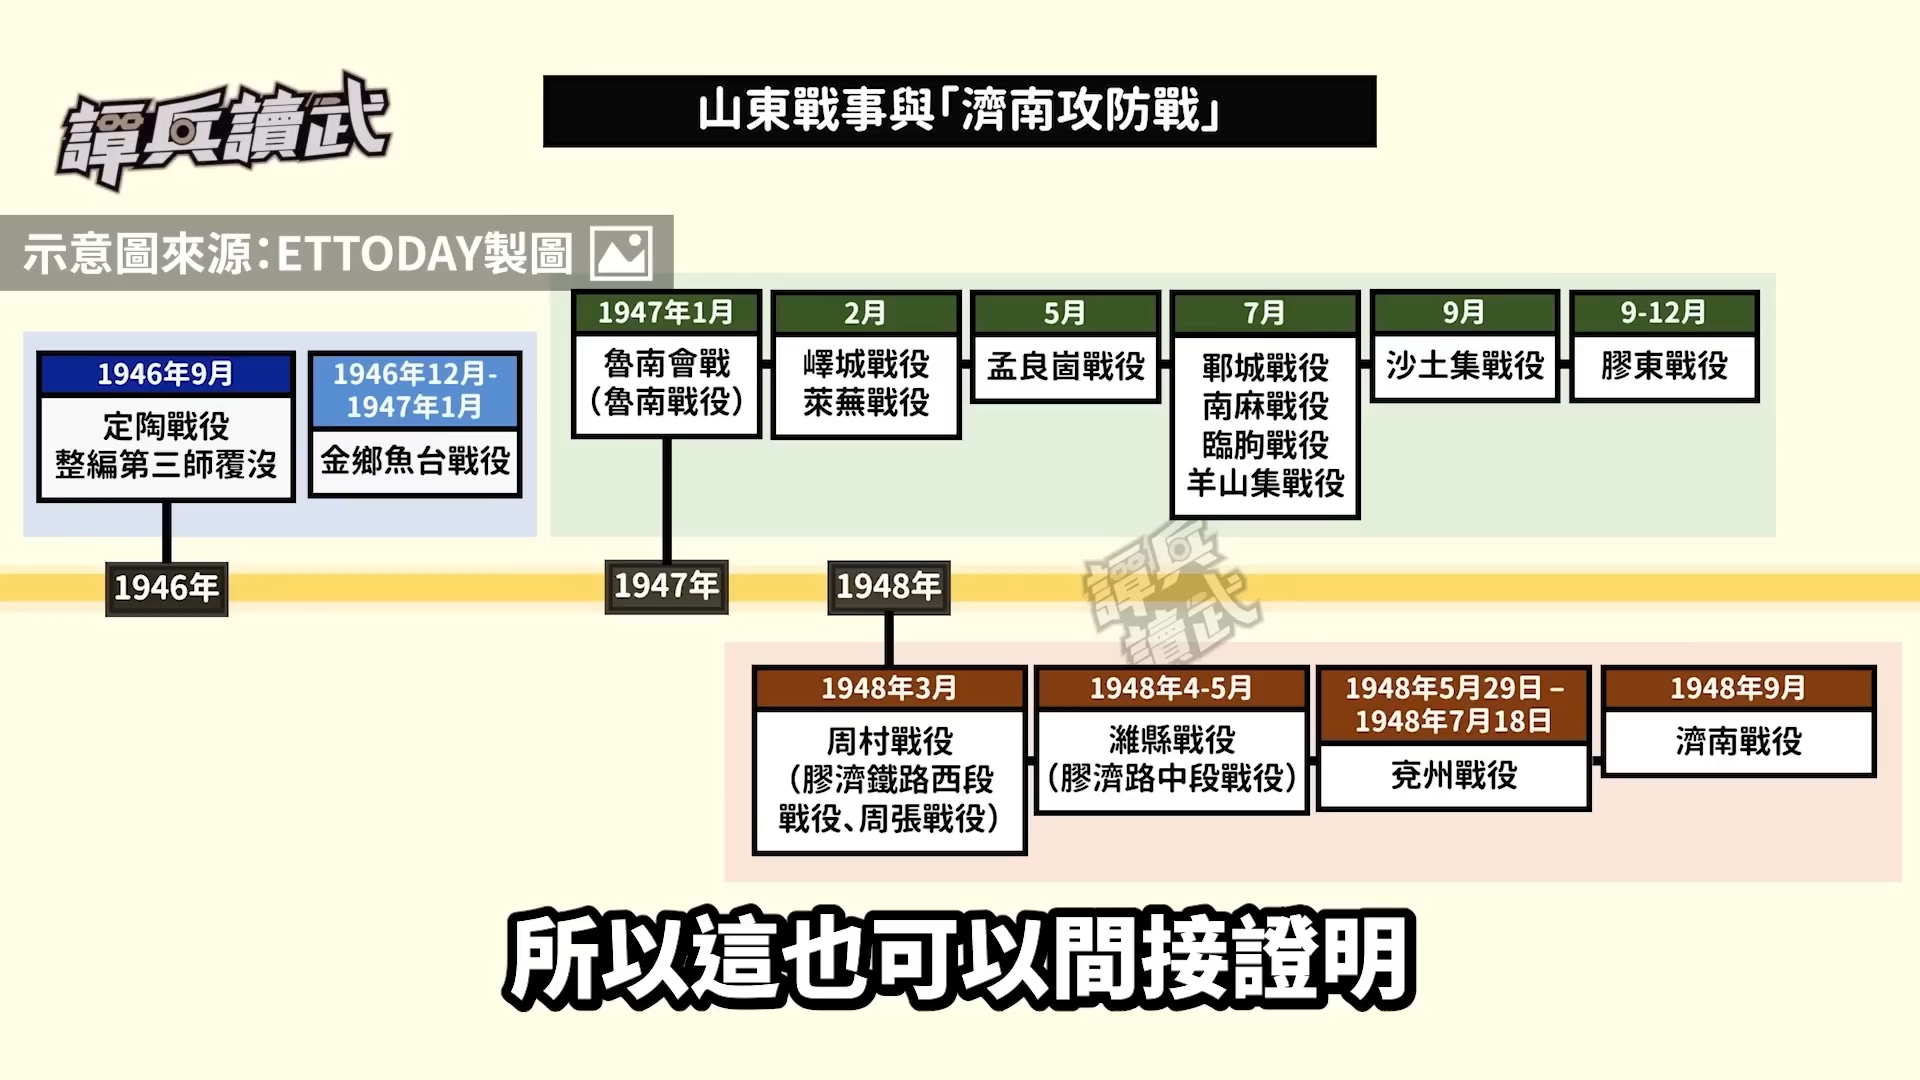 譚兵讀武
山東戰事與「濟南攻防戰」
示意圖來源：ETTODAY製圖
1946年9月
定陶戰役
整編第三師覆沒
1946年12月-
1947年1月
金鄉魚台戰役
1947年1月
魯南會戰
（魯南戰役）
2月
嶧城戰役
萊蕪戰役
5月
孟良崮戰役
7月
鄆城戰役
南麻戰役
臨朐戰役
羊山集戰役
9月
沙土集戰役
9-12月
膠東戰役
1946年
1947年
1948年
譚兵
讀武
1948年3月
周村戰役
（膠濟鐵路西段
戰役、周張戰役）
1948年4-5月
濰縣戰役
（膠濟路中段戰役）
1948年5月29日–
1948年7月18日
兗州戰役
1948年9月
濟南戰役
所以這也可以間接證明